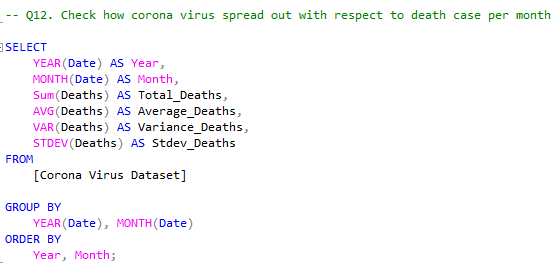 -- Q12. Check how corona virus spread out with respect to death case per month
SELECT
YEAR(Date) AS Year,
MONTH(Date) AS Month,
Sum(Deaths) AS Total_Deaths,
AVG(Deaths) AS Average_Deaths,
VAR(Deaths) AS Variance_Deaths,
STDEV(Deaths) AS Stdev_Deaths
FROM
[Corona Virus Dataset]
GROUP BY
YEAR(Date), MONTH(Date)
ORDER BY
Year, Month;